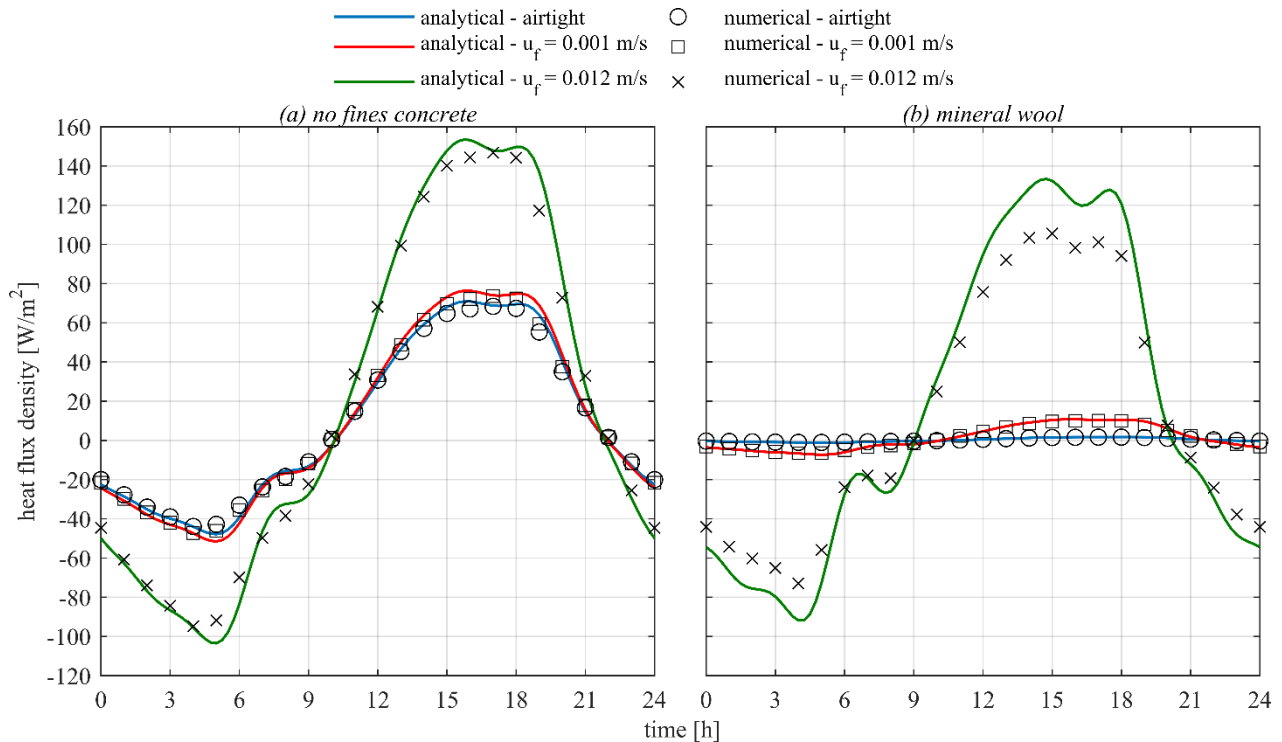 analytical - airtight numerical - airtight
analytical - u_f = 0.001 m/s numerical - u_f = 0.001 m/s
analytical - u_f = 0.012 m/s numerical - u_f = 0.012 m/s
(a) no fines concrete (b) mineral wool
160
140
120
100
80
60
40
20
0
-20
-40
-60
-80
-100
-120
heat flux density [W/m²]
0 3 6 9 12 15 18 21 24 0 3 6 9 12 15 18 21 24
time [h]